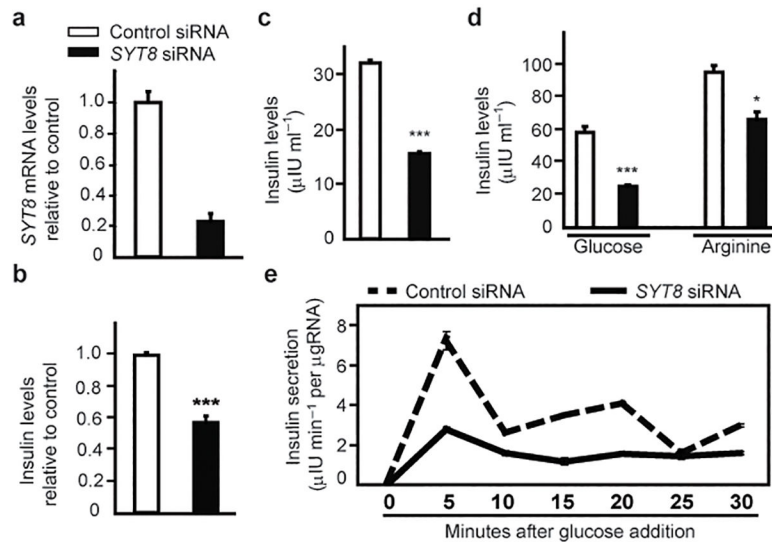 a
Control siRNA
SYT8 siRNA
SYT8 mRNA levels
relative to control
1.0
0.8
0.6
0.4
0.2
0
b
Insulin levels
relative to control
1.0
0.8
0.6
0.4
0.2
0
***
c
Insulin levels
(μIU ml⁻¹)
30
20
10
0
***
d
Insulin levels
(μIU ml⁻¹)
100
80
60
40
20
0
***
*
Glucose
Arginine
e
Control siRNA
SYT8 siRNA
Insulin secretion
(μIU min⁻¹ per μgRNA)
8
6
4
2
0
0 5 10 15 20 25 30
Minutes after glucose addition